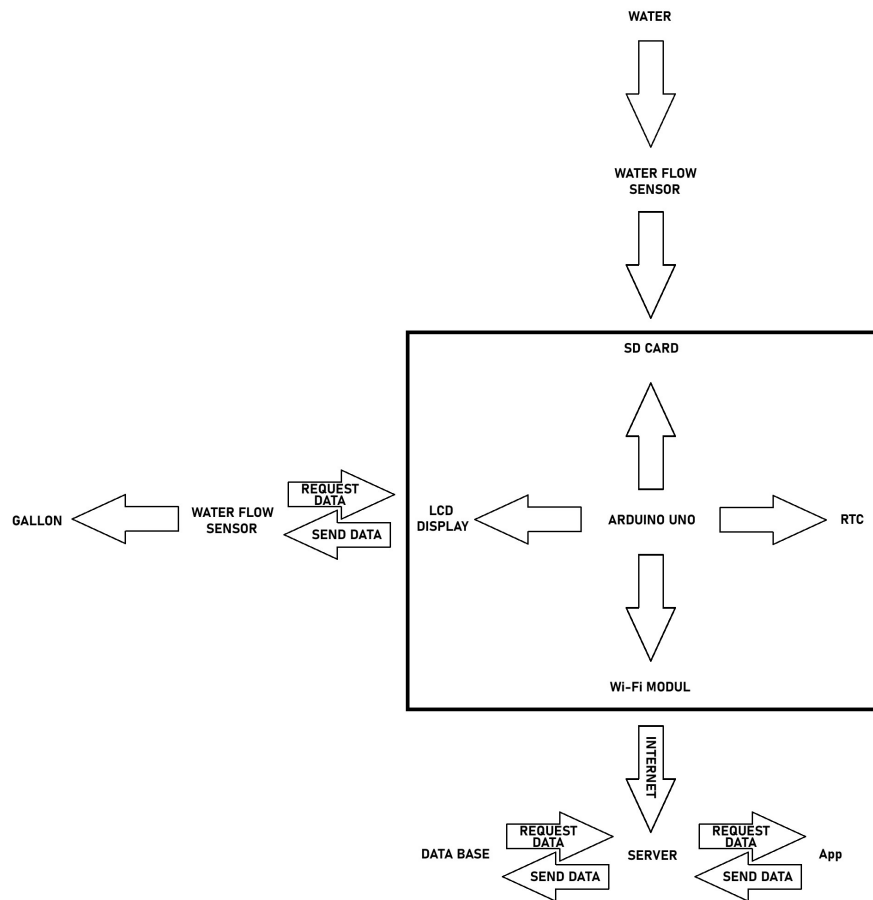 WATER
WATER FLOW
SENSOR
SD CARD
REQUEST
DATA
SEND DATA
GALLON
WATER FLOW
SENSOR
LCD
DISPLAY
ARDUINO UNO
RTC
Wi-Fi MODUL
INTERNET
REQUEST
DATA
SEND DATA
DATA BASE
SERVER
REQUEST
DATA
SEND DATA
App